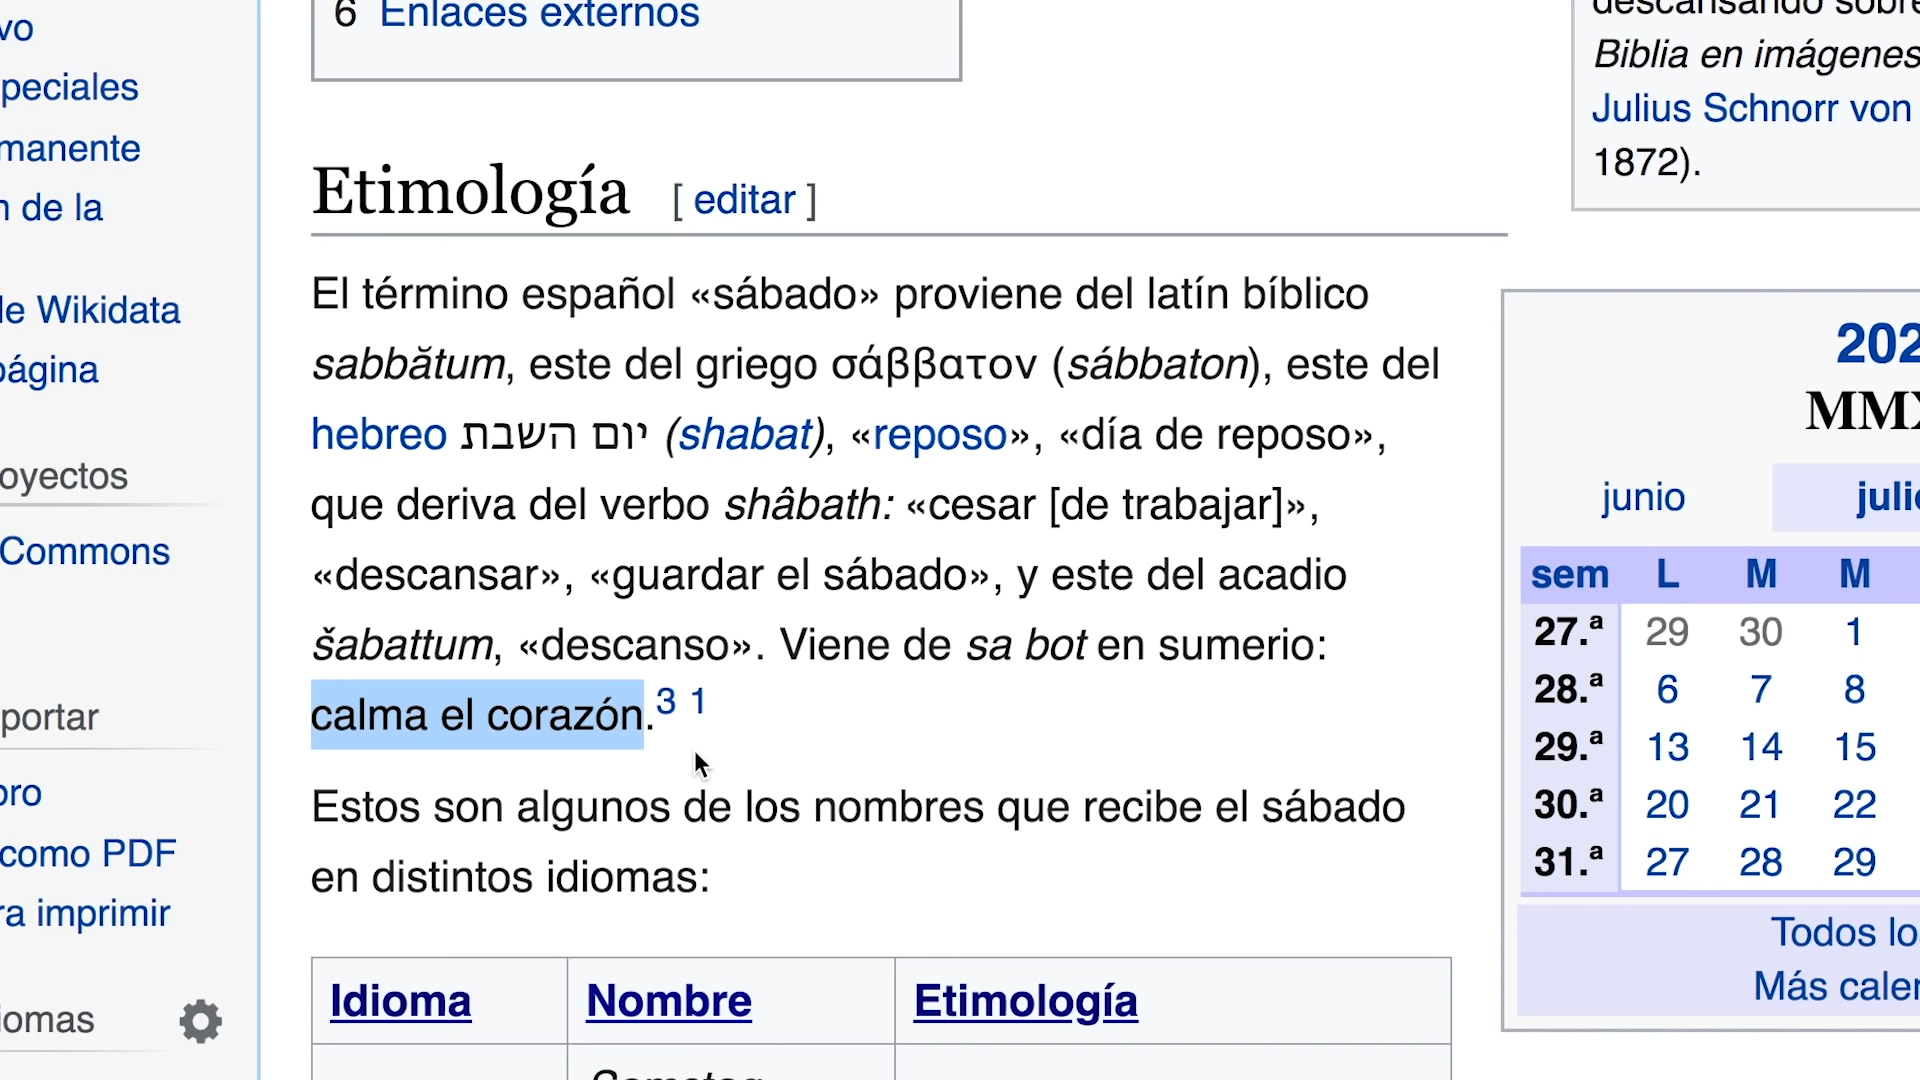 6 Enlaces externos
vo
peciales
manente
n de la
de Wikidata
página
oyectos
Commons
portar
oro
como PDF
ra imprimir
iomas
Etimología [ editar ]
El término español «sábado» proviene del latín bíblico
sabbătum, este del griego σάββατον (sábbaton), este del
hebreo יום השבת (shabat), «reposo», «día de reposo»,
que deriva del verbo shâbath: «cesar [de trabajar]»,
«descansar», «guardar el sábado», y este del acadio
šabattum, «descanso». Viene de sa bot en sumerio:
calma el corazón.3 1
Estos son algunos de los nombres que recibe el sábado
en distintos idiomas:
Idioma Nombre Etimología
descansando sobre
Biblia en imágenes
Julius Schnorr von
1872).
202
MMX
junio julio
sem L M M
27.ª 29 30 1
28.ª 6 7 8
29.ª 13 14 15
30.ª 20 21 22
31.ª 27 28 29
Todos lo
Más caler